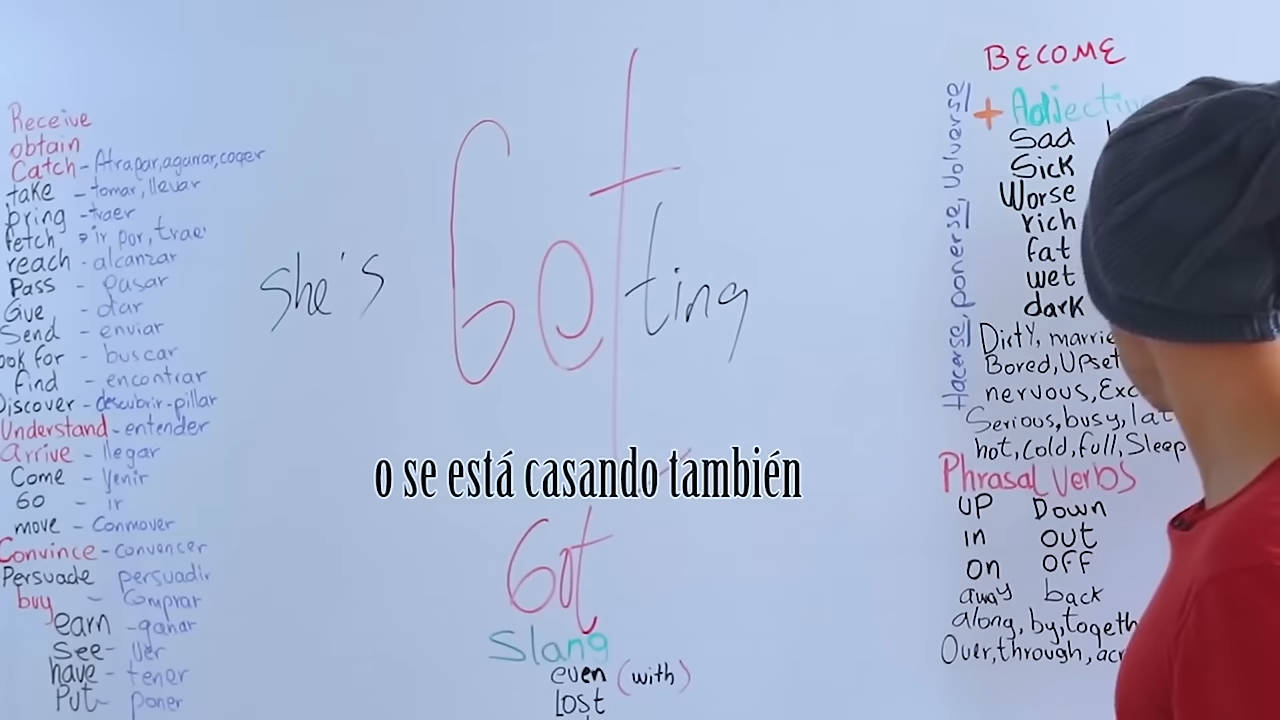 Receive
obtain
Catch - Atrapar, agarrar, coger
take - tomar, llevar
bring - traer
fetch ir por, traer
reach - alcanzar
Pass - pasar
Give - dar
Send - enviar
ook for - buscar
find - encontrar
Discover - descubrir - pillar
Understand - entender
arrive - llegar
Come - venir
Go - ir
move - Conmover
Convince - convencer
Persuade persuadir
buy - Comprar
earn - ganar
See - ver
have - tener
Put - poner
she's Getting
o se está casando también
Got
Slang
even (with)
Lost
BECOME
+ Adjectiv
Hacerse, ponerse, Volverse
Sad
Sick
Worse
rich
fat
wet
dark
Dirty, marrie
Bored, Upset
nervous, Exc
Serious, busy, lat
hot, Cold, full, Sleep
Phrasal Verbs
UP Down
in out
on OFF
away back
along, by, togeth
Over, through, acr